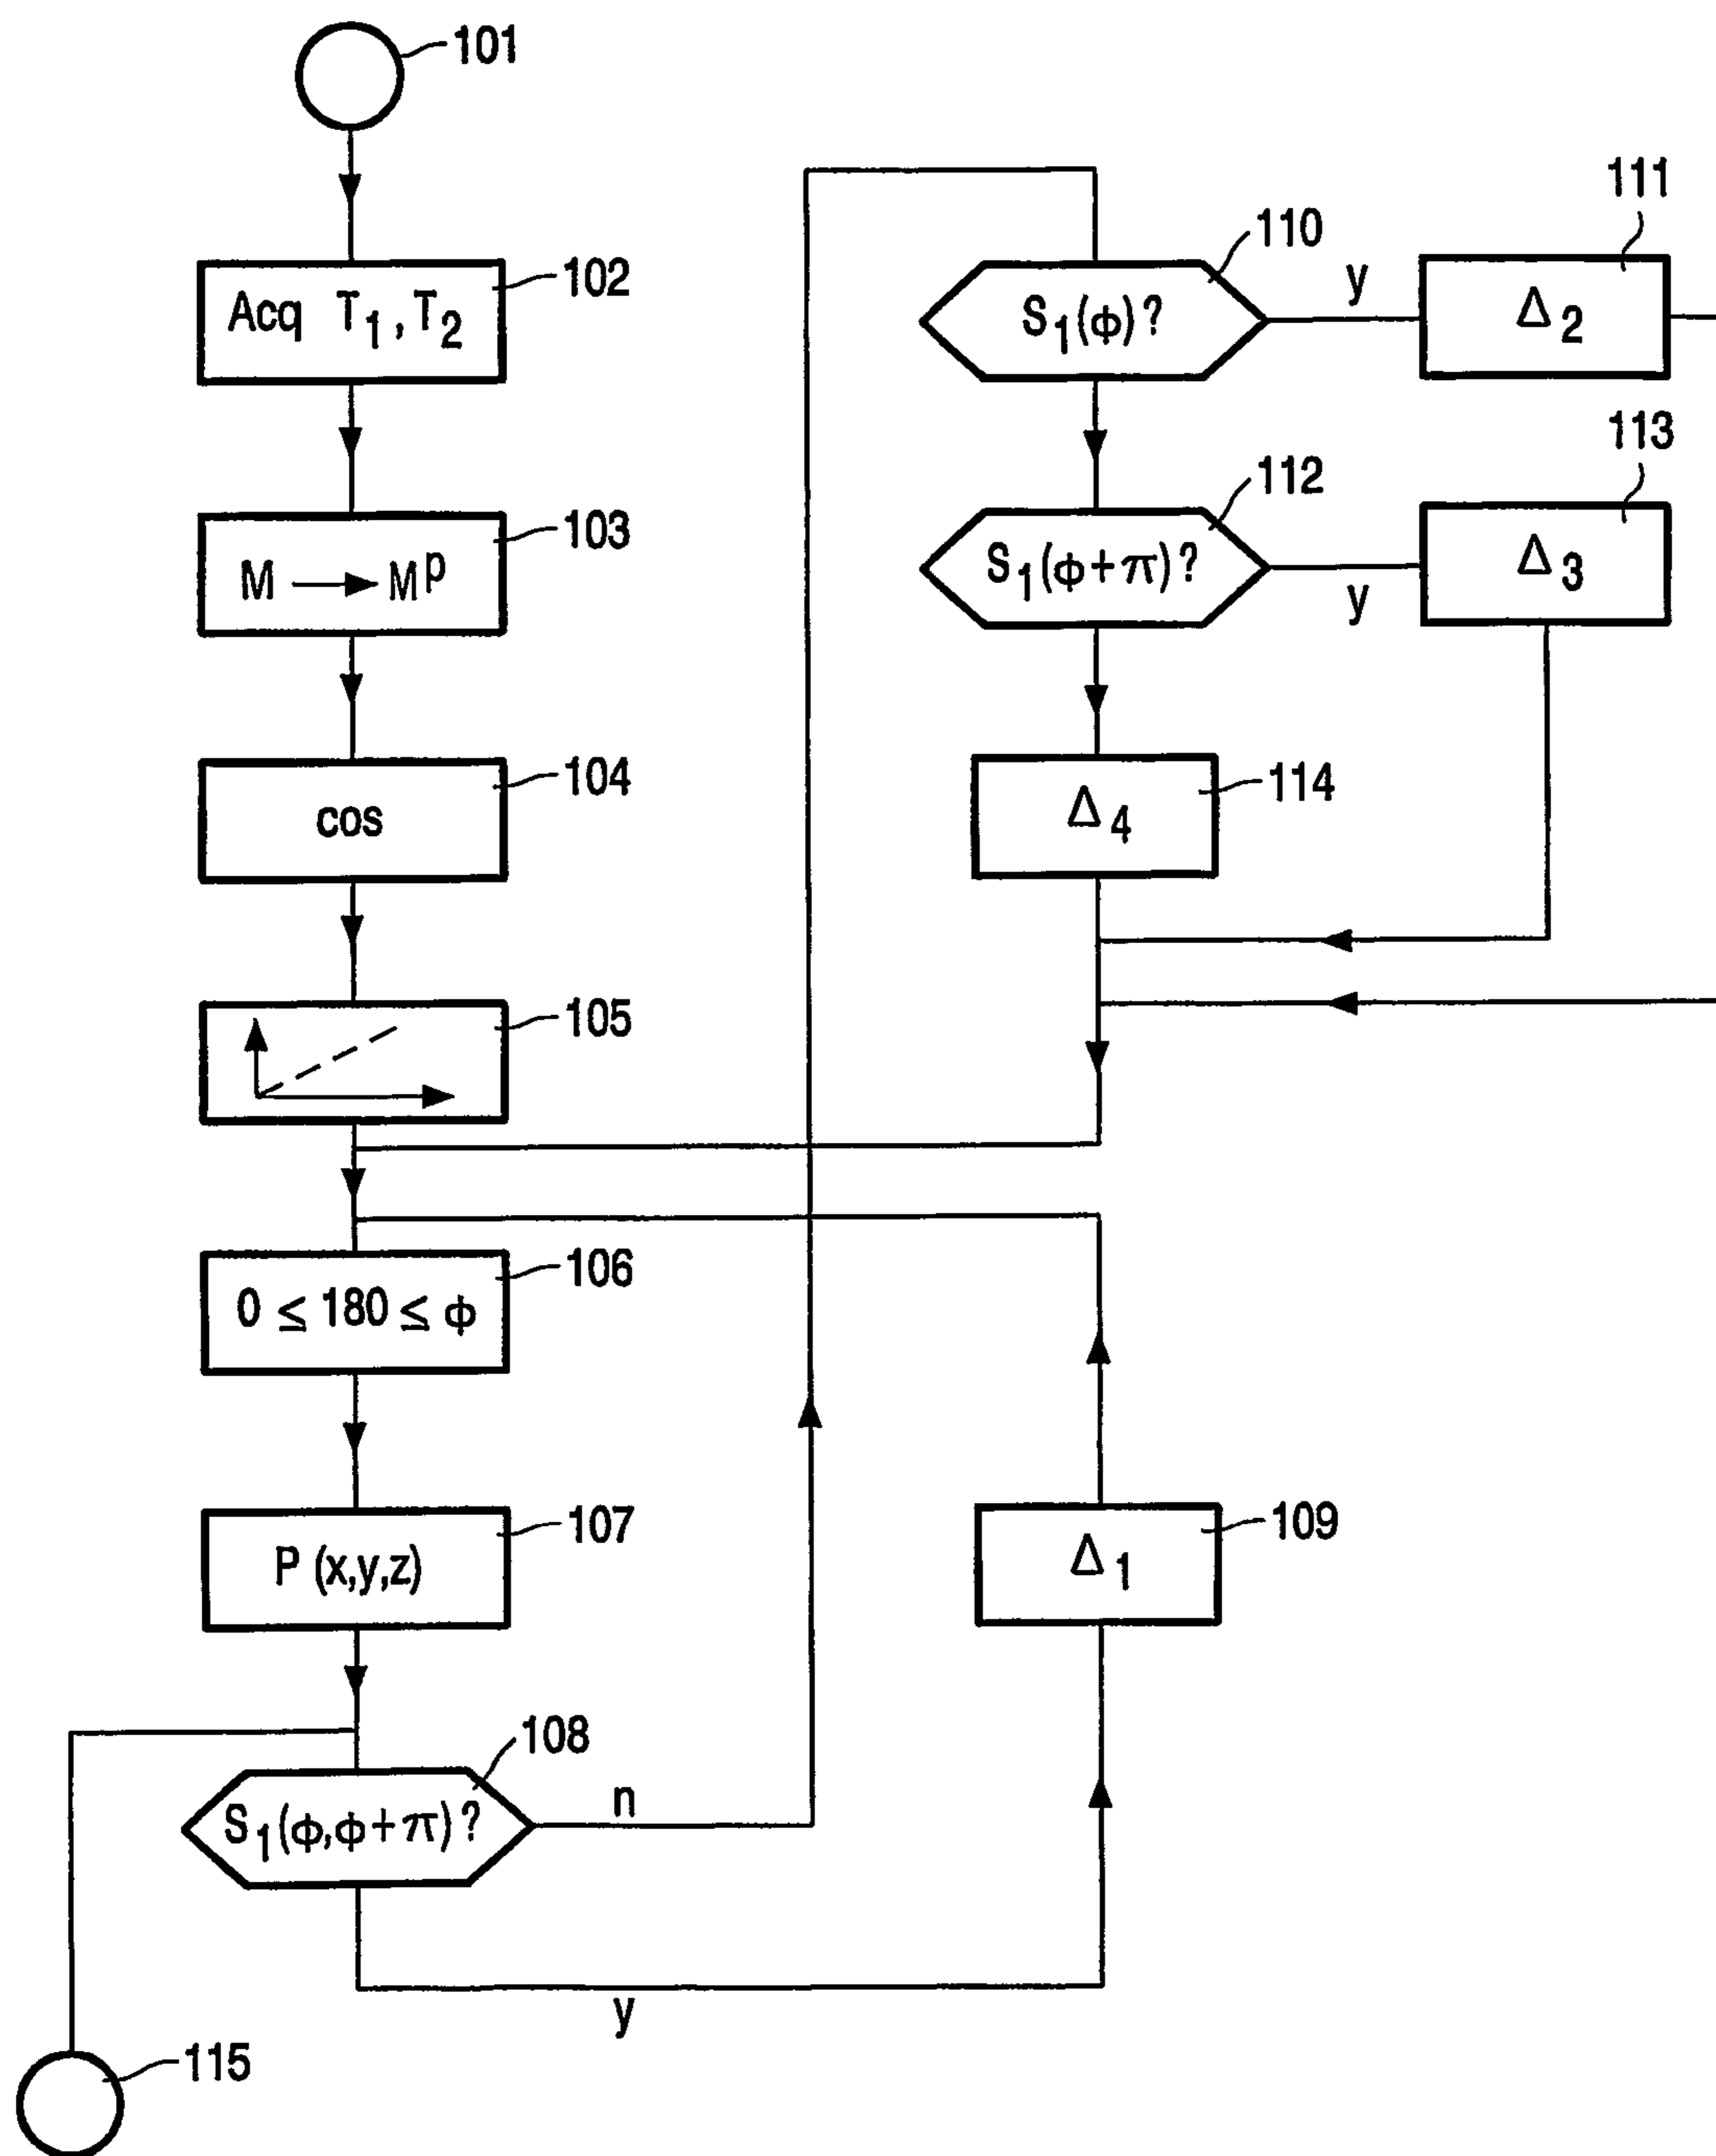 101
Acq T₁, T₂
102
M → Mᵖ
103
cos
104
105
0 ≤ 180 ≤ ϕ
106
P (x,y,z)
107
S₁(ϕ,ϕ+π)?
108
n
y
115
S₁(ϕ)?
110
y
Δ₂
111
S₁(ϕ+π)?
112
y
Δ₃
113
Δ₄
114
Δ₁
109